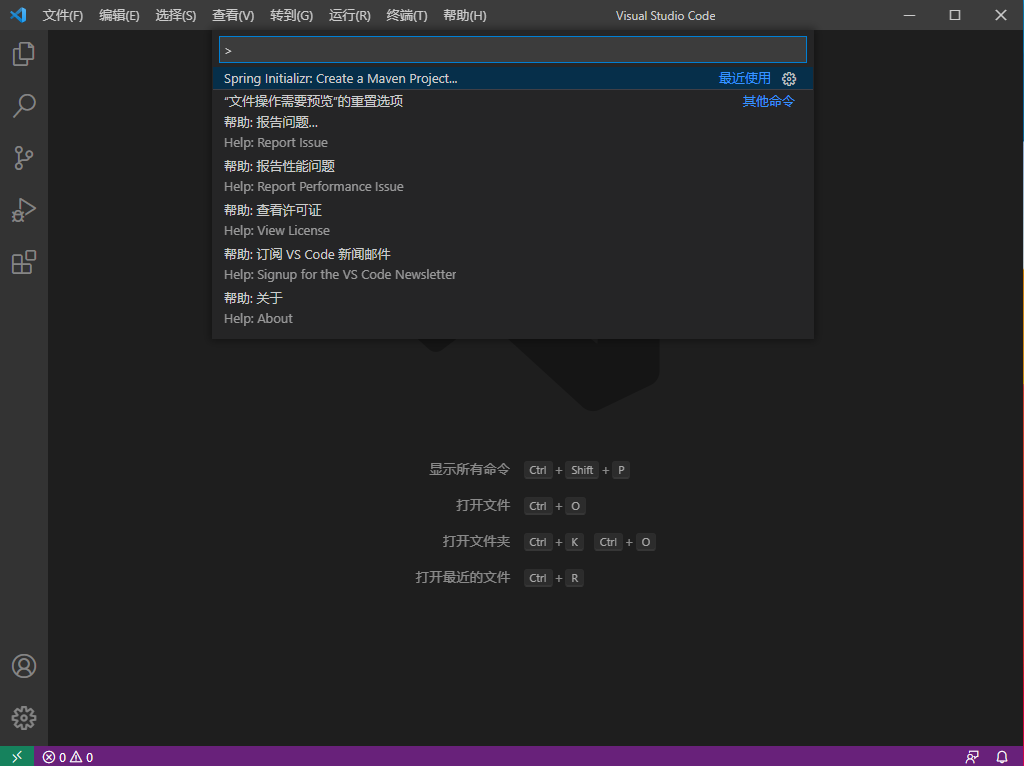 文件(F) 编辑(E) 选择(S) 查看(V) 转到(G) 运行(R) 终端(T) 帮助(H) Visual Studio Code
>
Spring Initializr: Create a Maven Project... 最近使用
"文件操作需要预览"的重置选项 其他命令
帮助: 报告问题...
Help: Report Issue
帮助: 报告性能问题
Help: Report Performance Issue
帮助: 查看许可证
Help: View License
帮助: 订阅 VS Code 新闻邮件
Help: Signup for the VS Code Newsletter
帮助: 关于
Help: About
显示所有命令 Ctrl + Shift + P
打开文件 Ctrl + O
打开文件夹 Ctrl + K Ctrl + O
打开最近的文件 Ctrl + R
0 0